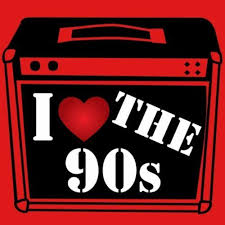 I ❤ THE
90s